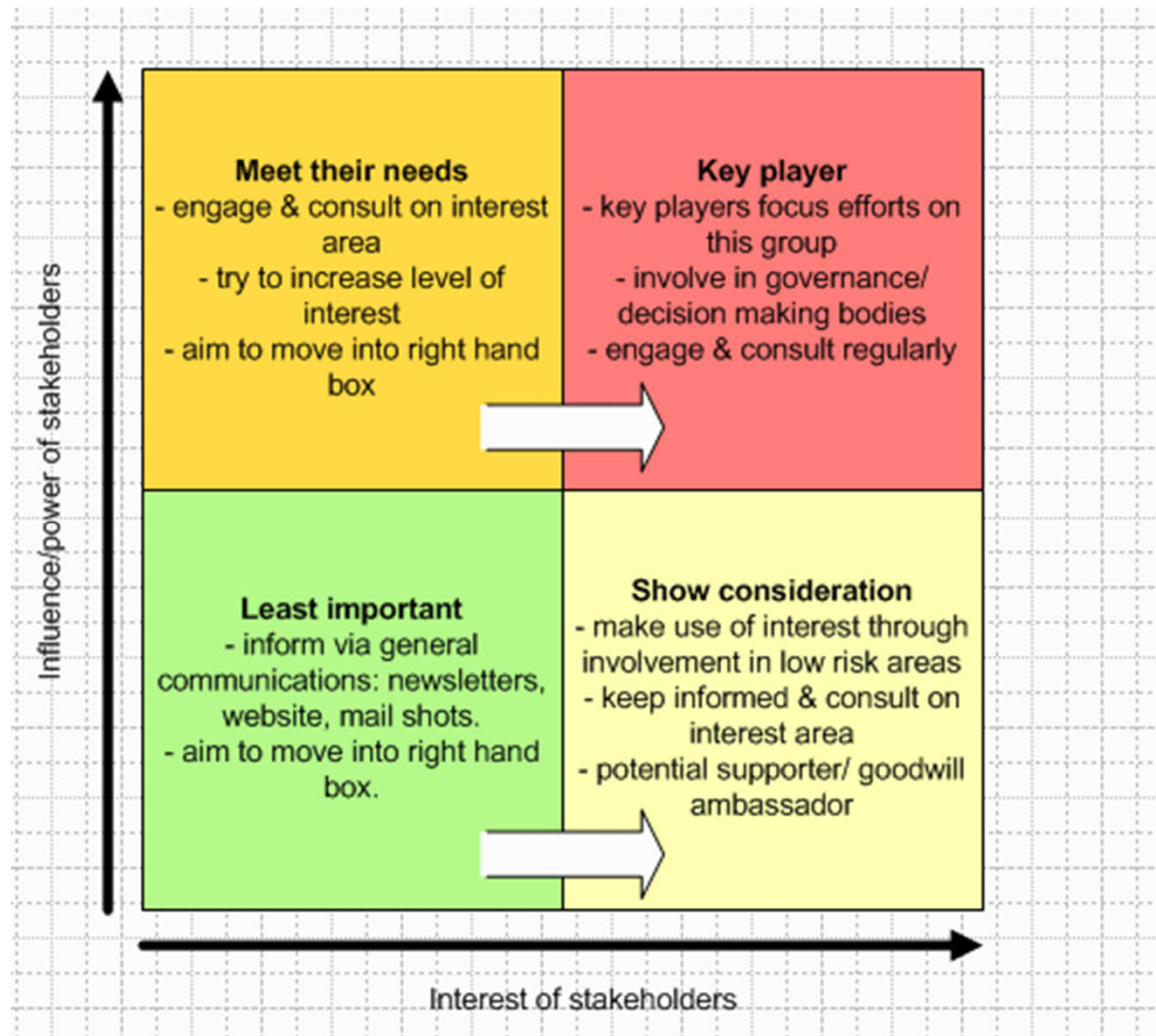 Influence/power of stakeholders
Meet their needs
- engage & consult on interest
area
- try to increase level of
interest
- aim to move into right hand
box
Key player
- key players focus efforts on
this group
- involve in governance/
decision making bodies
- engage & consult regularly
Least important
- inform via general
communications: newsletters,
website, mail shots.
- aim to move into right hand
box.
Show consideration
- make use of interest through
involvement in low risk areas
- keep informed & consult on
interest area
- potential supporter/ goodwill
ambassador
Interest of stakeholders